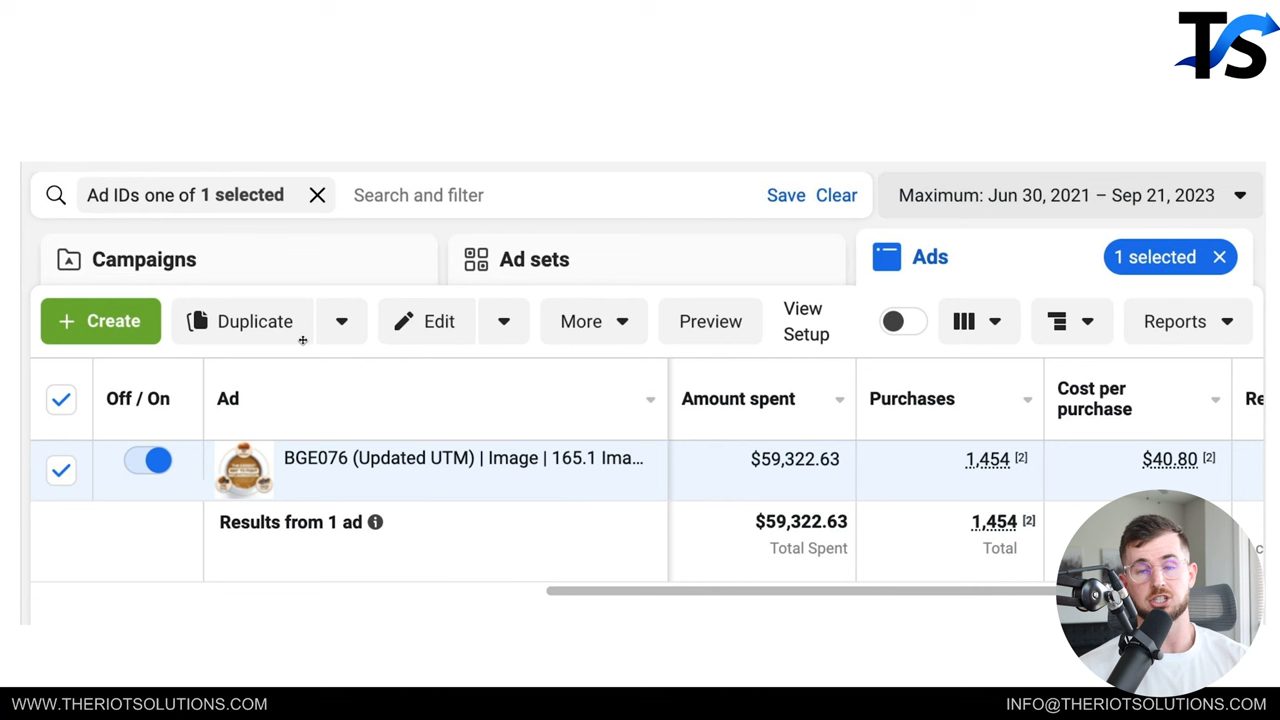 TS
Ad IDs one of 1 selected
Search and filter
Save Clear
Maximum: Jun 30, 2021 – Sep 21, 2023
Campaigns
Ad sets
Ads
1 selected
+ Create
Duplicate
Edit
More
Preview
View
Setup
Reports
Off / On
Ad
Amount spent
Purchases
Cost per
purchase
Re
BGE076 (Updated UTM) | Image | 165.1 Ima...
$59,322.63
1,454 [2]
$40.80 [2]
Results from 1 ad
$59,322.63
Total Spent
1,454 [2]
Total
WWW.THERIOTSOLUTIONS.COM
INFO@THERIOTSOLUTIONS.COM